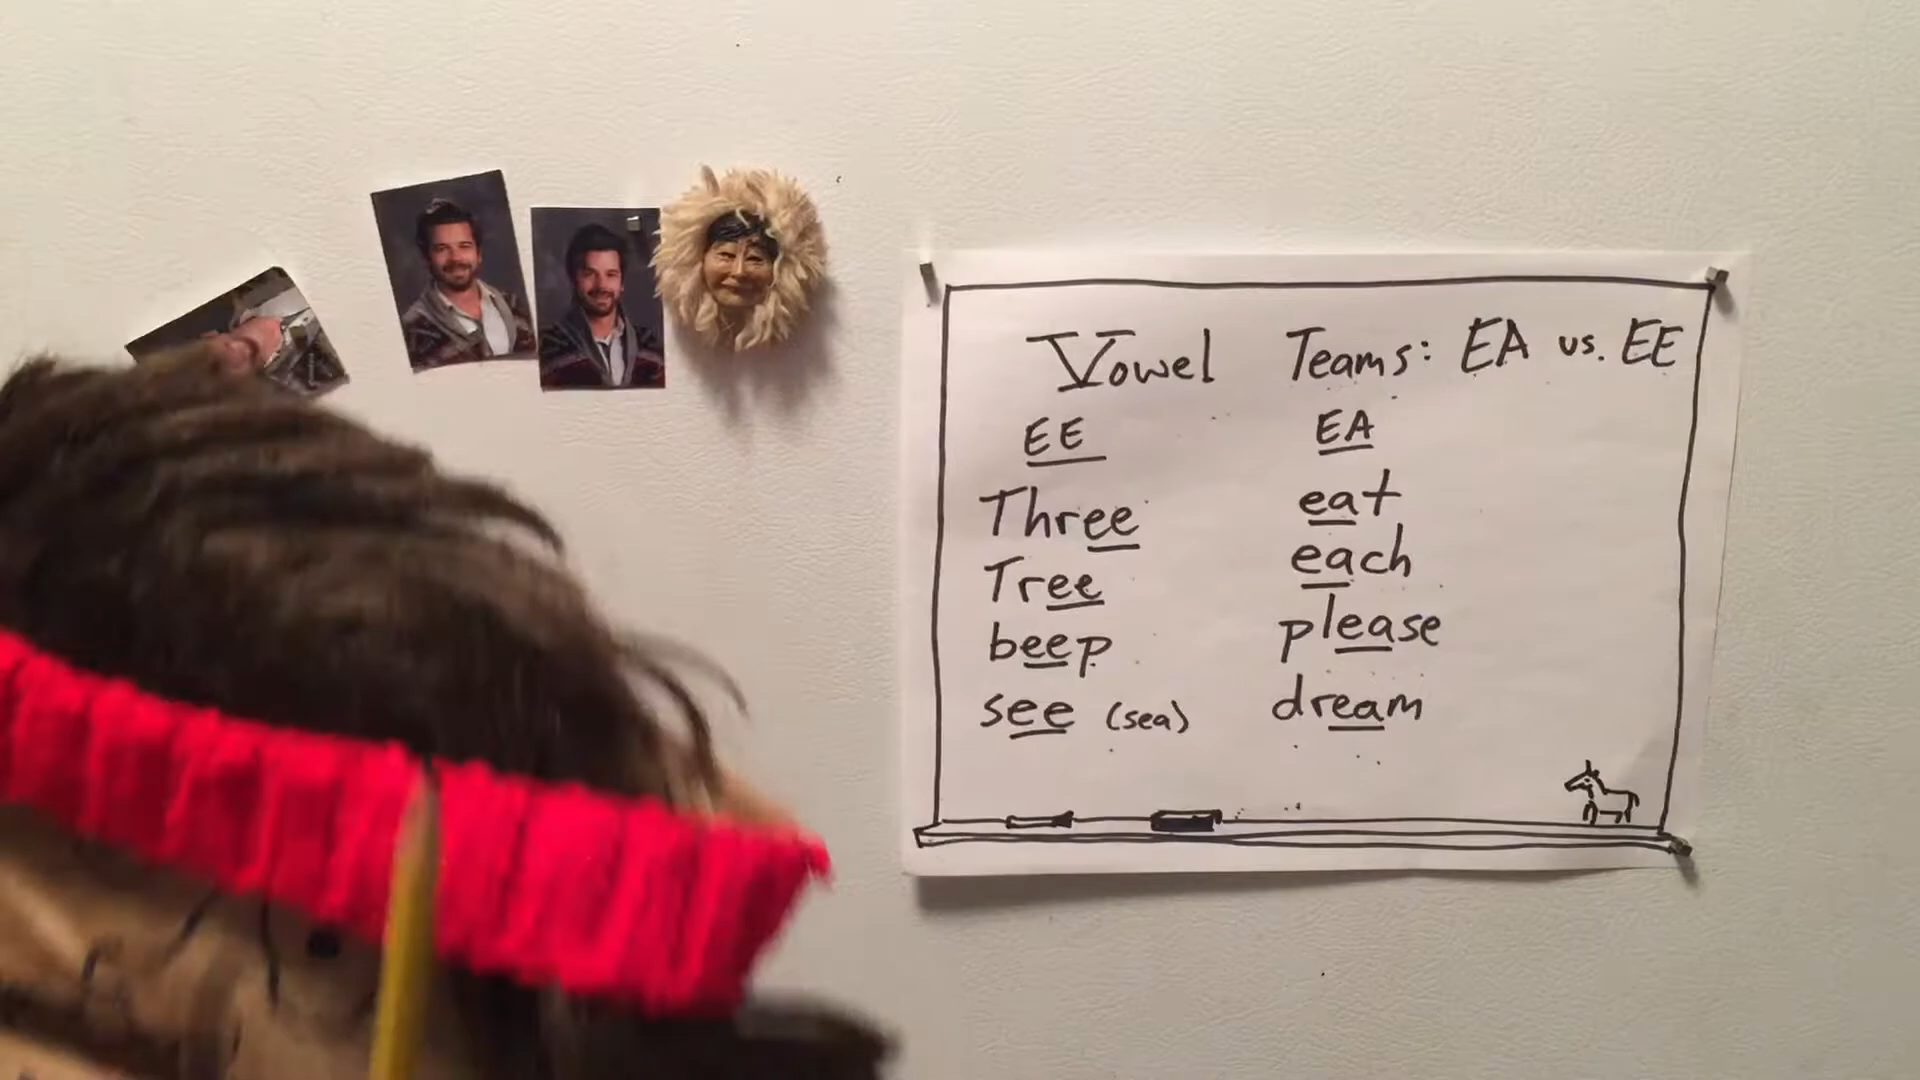 Vowel Teams: EA vs. EE
EE EA
Three eat
Tree each
beep please
see (sea) dream